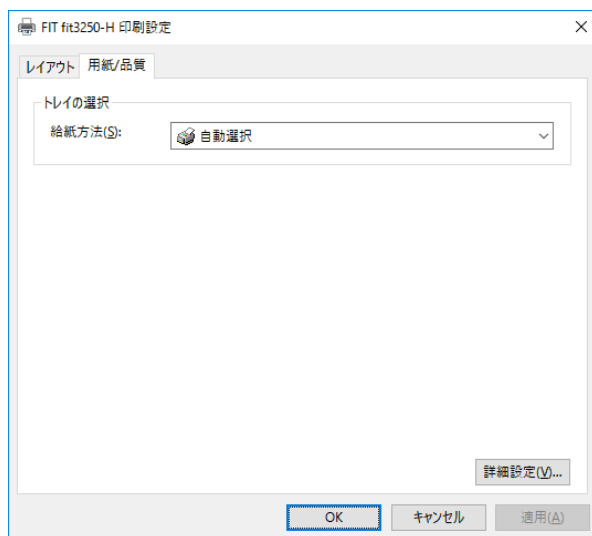 FIT fit3250-H 印刷設定
レイアウト 用紙/品質
トレイの選択
給紙方法(S): 自動選択
詳細設定(V)...
OK キャンセル 適用(A)